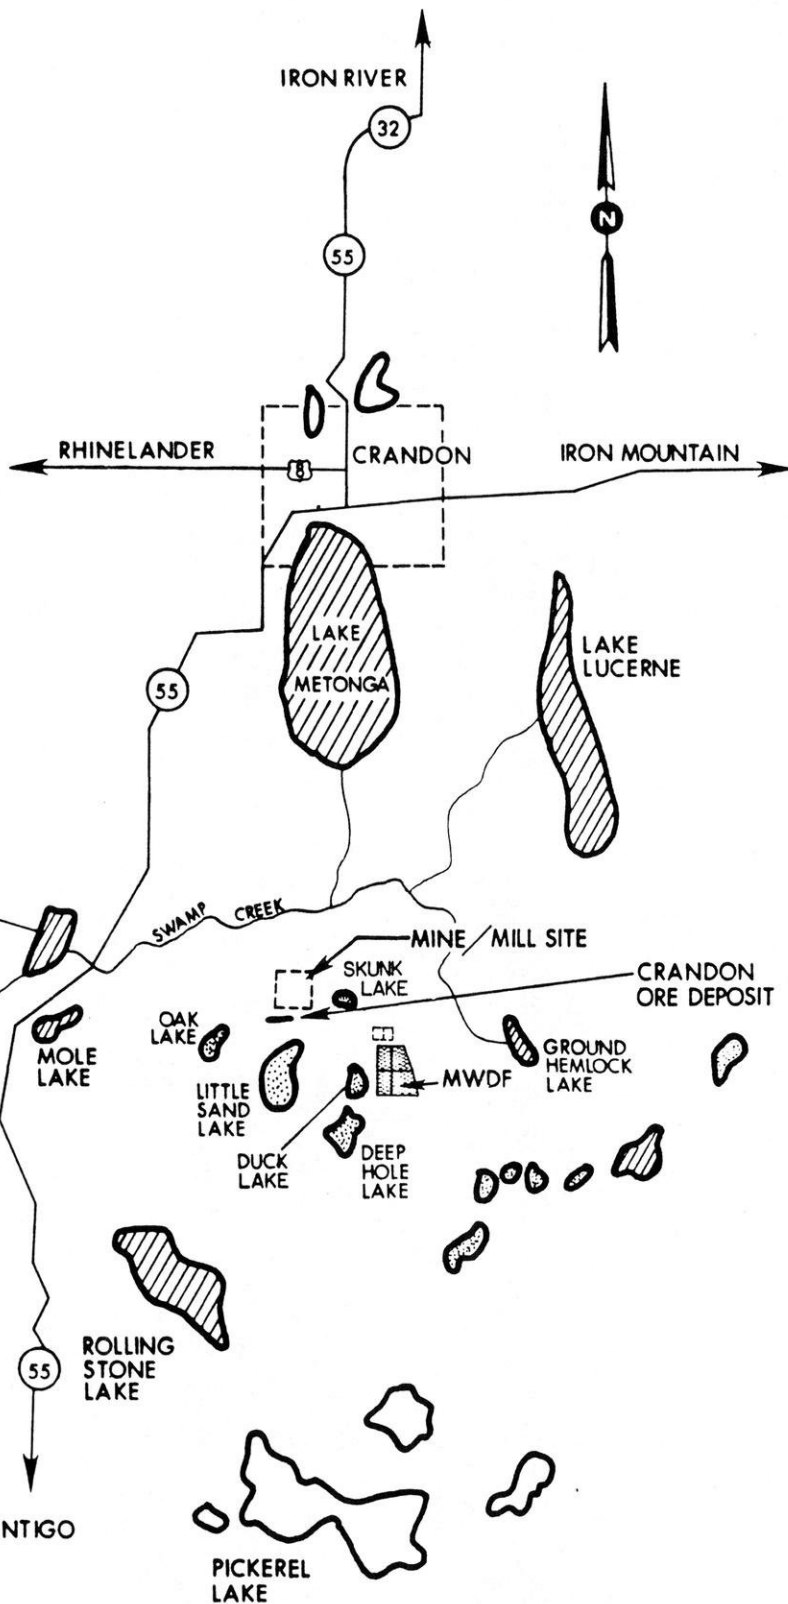 IRON RIVER
32
N
55
RHINELANDER
8
CRANDON
IRON MOUNTAIN
LAKE
METONGA
LAKE
LUCERNE
55
SWAMP CREEK
MINE/MILL SITE
SKUNK
LAKE
CRANDON
ORE DEPOSIT
OAK
LAKE
MOLE
LAKE
GROUND
HEMLOCK
LAKE
LITTLE
SAND
LAKE
MWDF
DUCK
LAKE
DEEP
HOLE
LAKE
ROLLING
STONE
LAKE
55
NTIGO
PICKEREL
LAKE